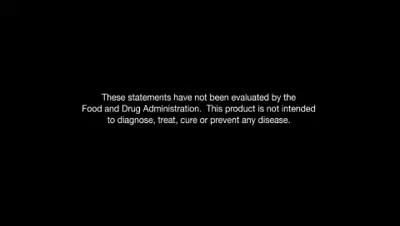 These statements have not been evaluated by the
Food and Drug Administration.  This product is not intended
to diagnose, treat, cure or prevent any disease.